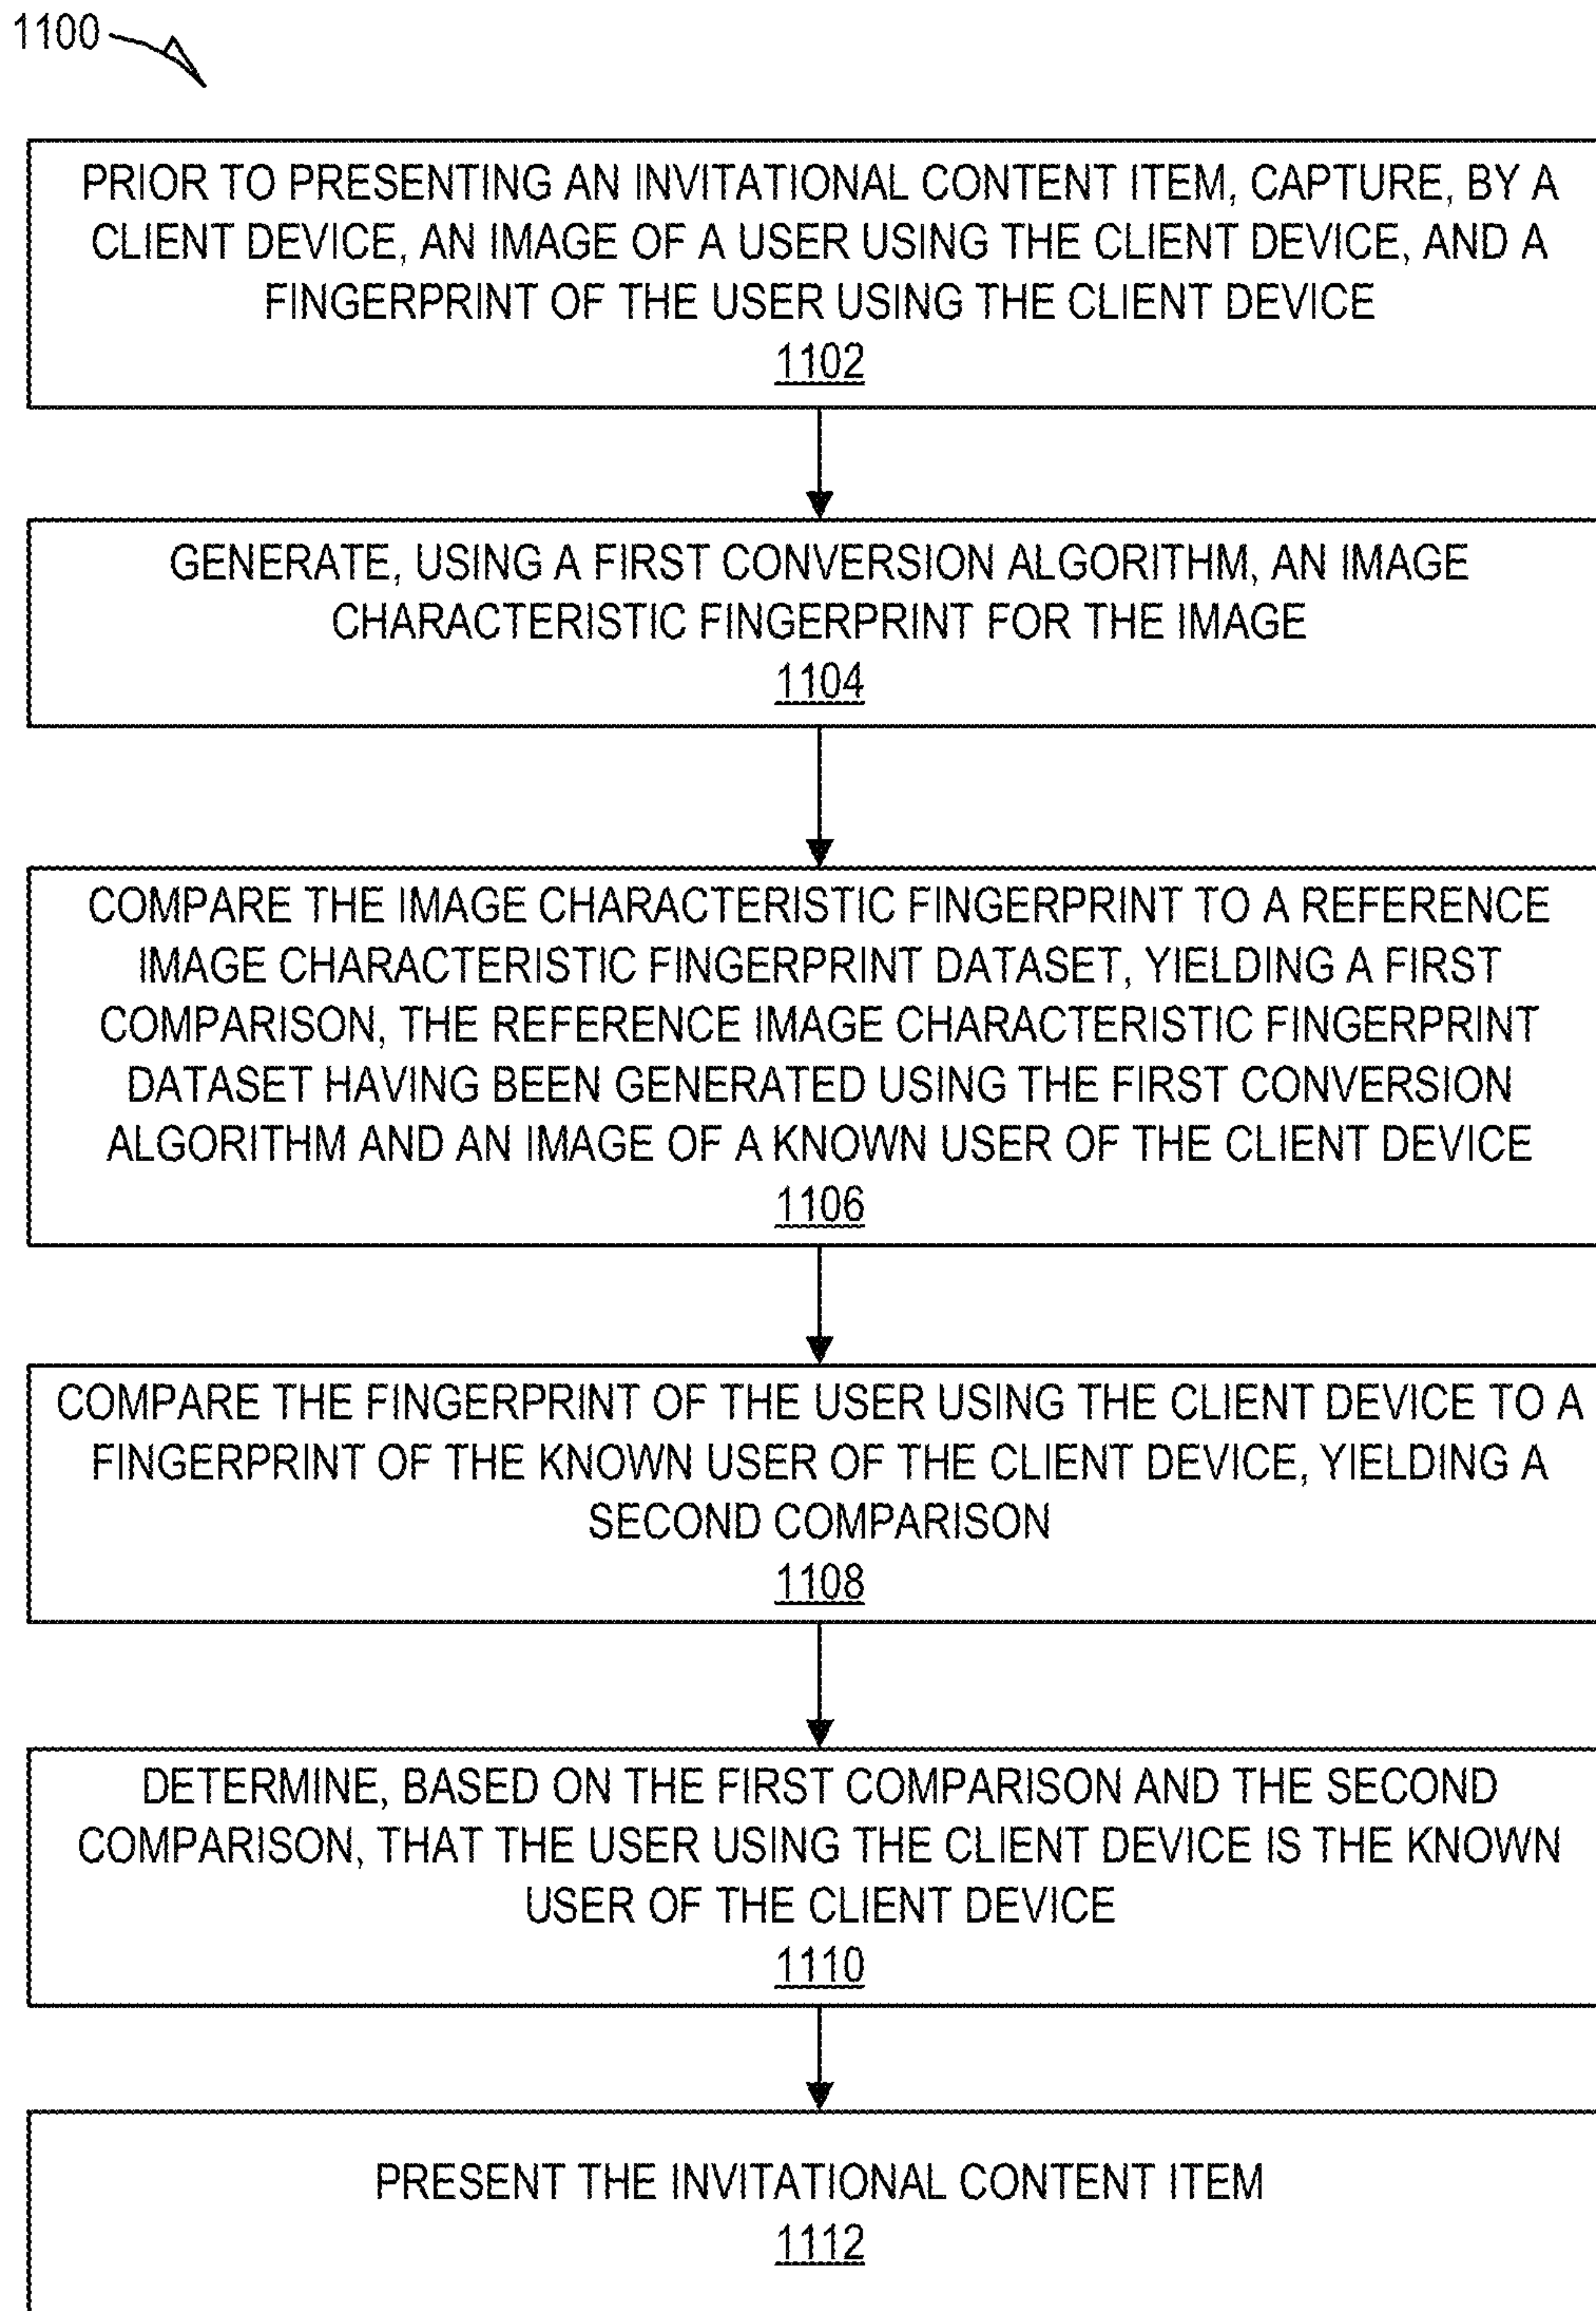 1100
PRIOR TO PRESENTING AN INVITATIONAL CONTENT ITEM, CAPTURE, BY A
CLIENT DEVICE, AN IMAGE OF A USER USING THE CLIENT DEVICE, AND A
FINGERPRINT OF THE USER USING THE CLIENT DEVICE
1102
GENERATE, USING A FIRST CONVERSION ALGORITHM, AN IMAGE
CHARACTERISTIC FINGERPRINT FOR THE IMAGE
1104
COMPARE THE IMAGE CHARACTERISTIC FINGERPRINT TO A REFERENCE
IMAGE CHARACTERISTIC FINGERPRINT DATASET, YIELDING A FIRST
COMPARISON, THE REFERENCE IMAGE CHARACTERISTIC FINGERPRINT
DATASET HAVING BEEN GENERATED USING THE FIRST CONVERSION
ALGORITHM AND AN IMAGE OF A KNOWN USER OF THE CLIENT DEVICE
1106
COMPARE THE FINGERPRINT OF THE USER USING THE CLIENT DEVICE TO A
FINGERPRINT OF THE KNOWN USER OF THE CLIENT DEVICE, YIELDING A
SECOND COMPARISON
1108
DETERMINE, BASED ON THE FIRST COMPARISON AND THE SECOND
COMPARISON, THAT THE USER USING THE CLIENT DEVICE IS THE KNOWN
USER OF THE CLIENT DEVICE
1110
PRESENT THE INVITATIONAL CONTENT ITEM
1112